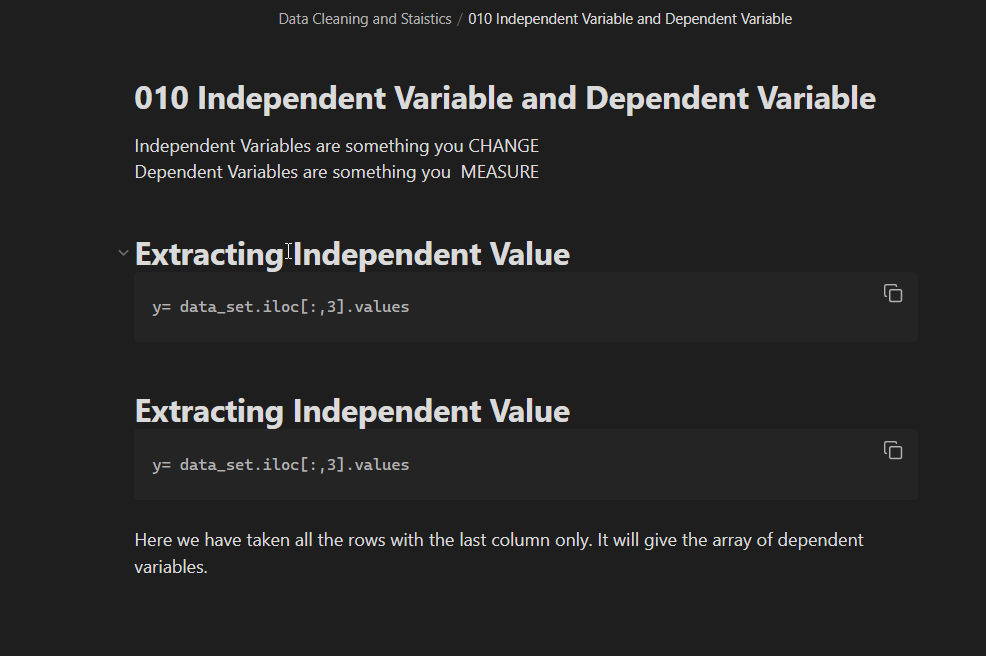 Data Cleaning and Staistics / 010 Independent Variable and Dependent Variable
010 Independent Variable and Dependent Variable
Independent Variables are something you CHANGE
Dependent Variables are something you  MEASURE
Extracting Independent Value
y= data_set.iloc[:,3].values
Extracting Independent Value
y= data_set.iloc[:,3].values
Here we have taken all the rows with the last column only. It will give the array of dependent
variables.